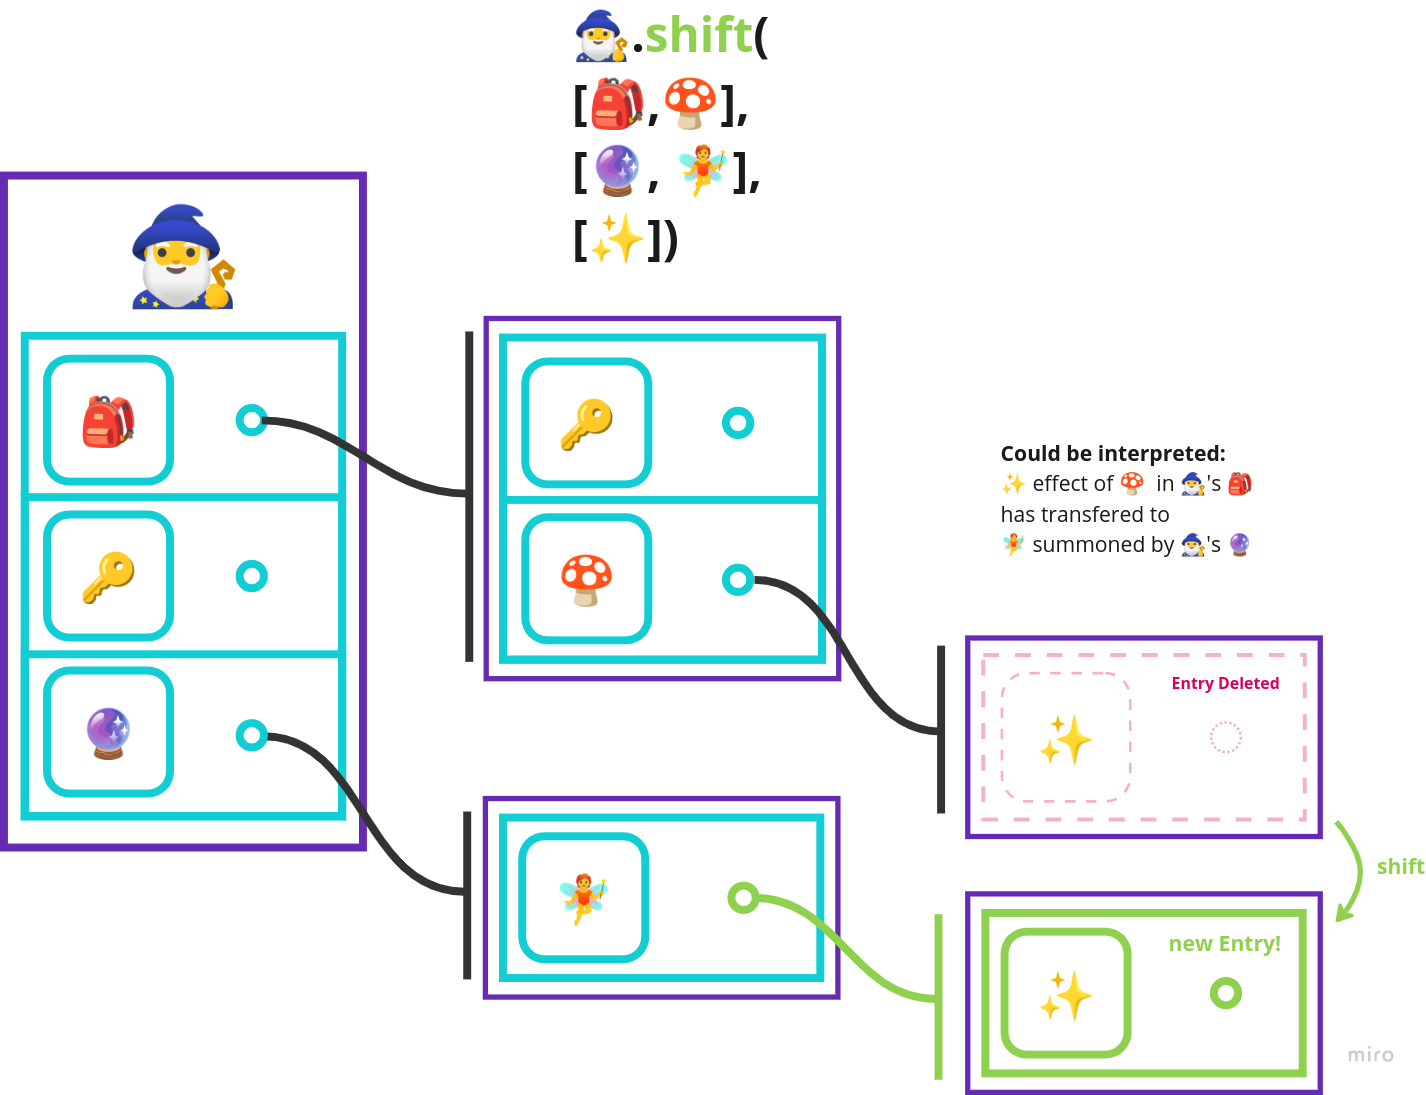 🧙‍♂️.shift(
[🎒,🍄],
[🔮, 🧚],
[✨])
Could be interpreted:
✨ effect of 🍄 in 🧙‍♂️'s 🎒
has transfered to
🧚 summoned by 🧙‍♂️'s 🔮
Entry Deleted
shift
new Entry!
miro